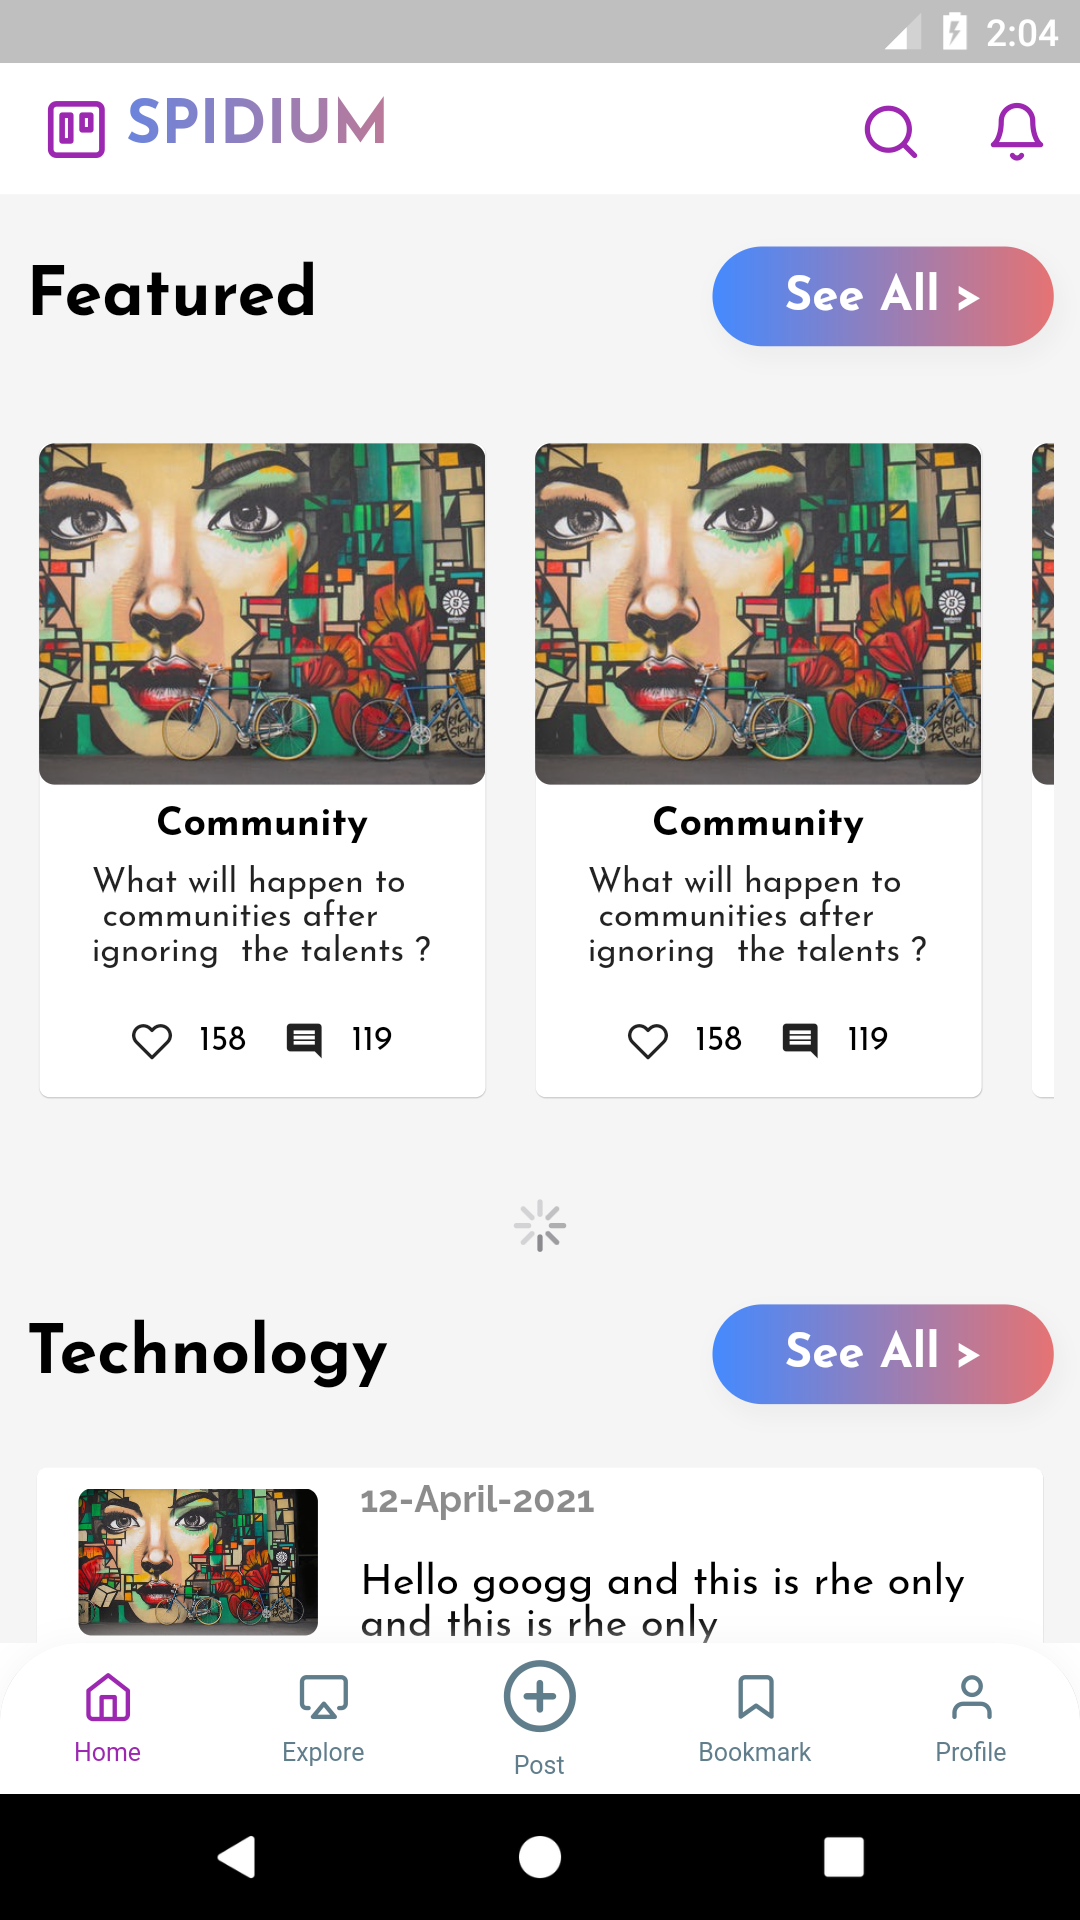 2:04
SPIDIUM
Featured
See All >
Community
What will happen to
communities after
ignoring  the talents ?
158
119
Community
What will happen to
communities after
ignoring  the talents ?
158
119
Technology
See All >
12-April-2021
Hello googg and this is rhe only
and this is rhe only
Home
Explore
Post
Bookmark
Profile